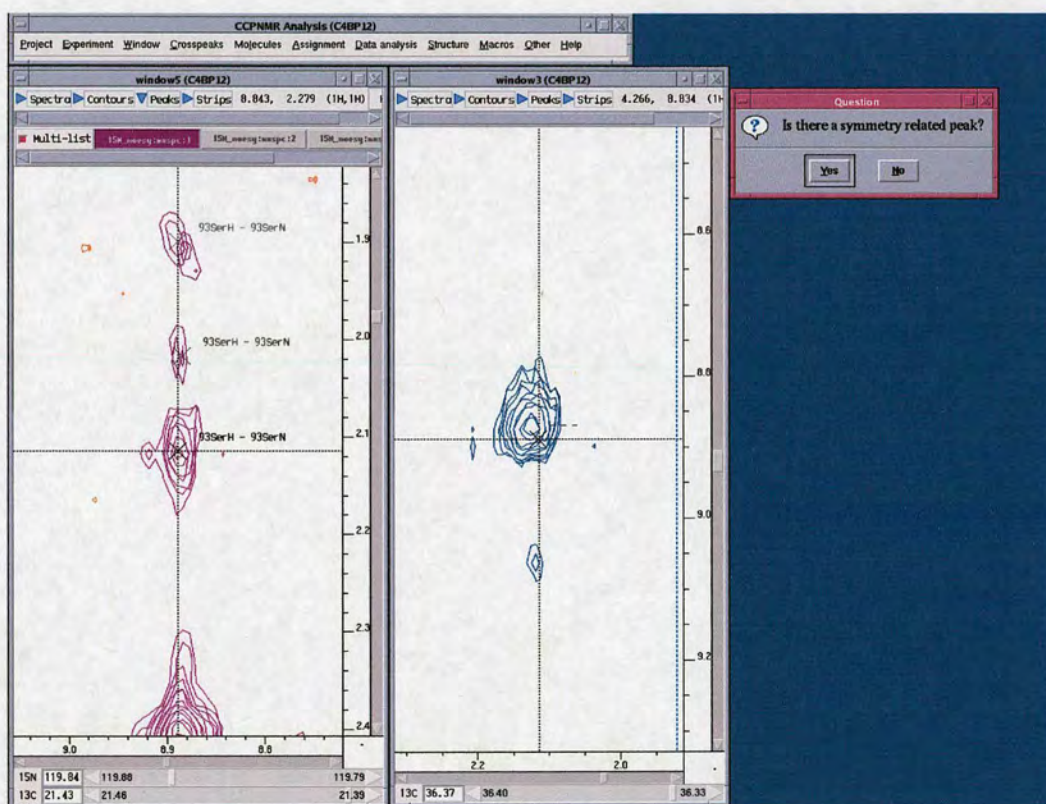 CCPNMR Analysis (C4BP12)
Project Experiment Window Crosspeaks Molecules Assignment Data analysis Structure Macros Other Help
window5 (C4BP12)
Spectra Contours Peaks Strips 8.843, 2.279 (1H,1H)
Multi-list
93SerH - 93SerN
93SerH - 93SerN
93SerH - 93SerN
1.9
2.0
2.1
2.2
2.3
2.4
9.0 8.9 8.8
15N 119.84 119.88 119.79
13C 21.43 21.46 21.39
window3 (C4BP12)
Spectra Contours Peaks Strips 4.266, 8.834 (1H
8.6
8.8
9.0
9.2
2.2 2.0
13C 36.37 36.40 36.33
Question
Is there a symmetry related peak?
Yes No